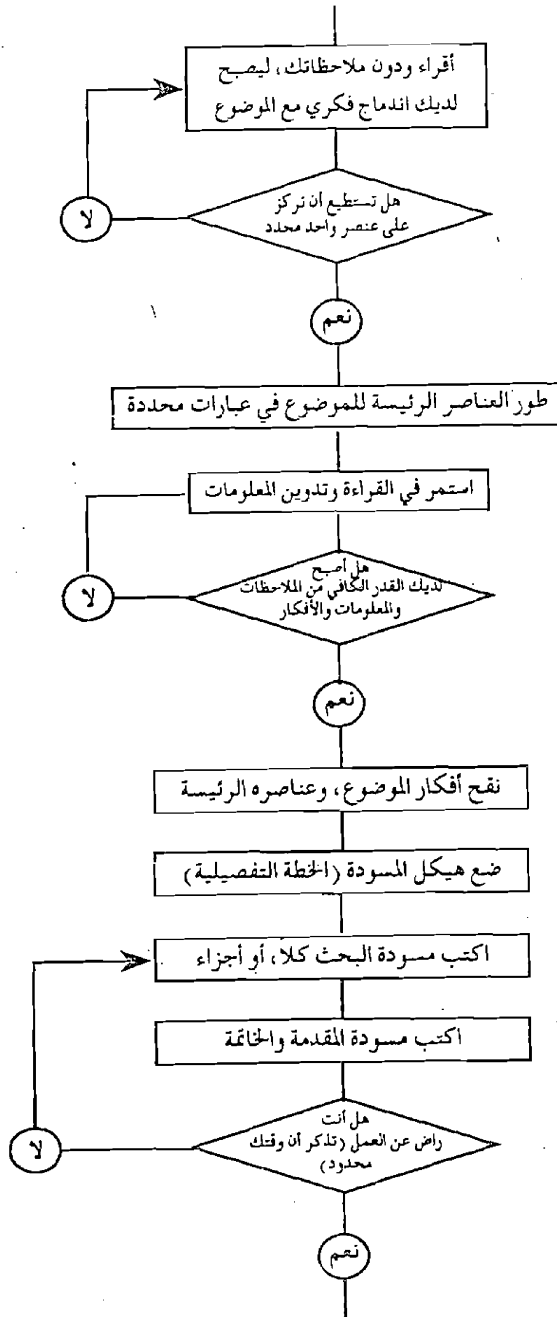 أقراء ودون ملاحظاتك، ليصبح
لديك اندماج فكري مع الموضوع
هل تستطيع أن تركز
على عنصر واحد محدد
لا
نعم
طور العناصر الرئيسة للموضوع في عبارات محددة
استمر في القراءة وتدوين المعلومات
هل أصبح
لديك القدر الكافي من الملاحظات
والمعلومات والأفكار
لا
نعم
نقح أفكار الموضوع، وعناصره الرئيسة
ضع هيكل المسودة (الخطة التفصيلية)
اكتب مسودة البحث كلاً، أو أجزاء
اكتب مسودة المقدمة والخاتمة
هل أنت
راض عن العمل (تذكر أن وقتك
محدود)
لا
نعم